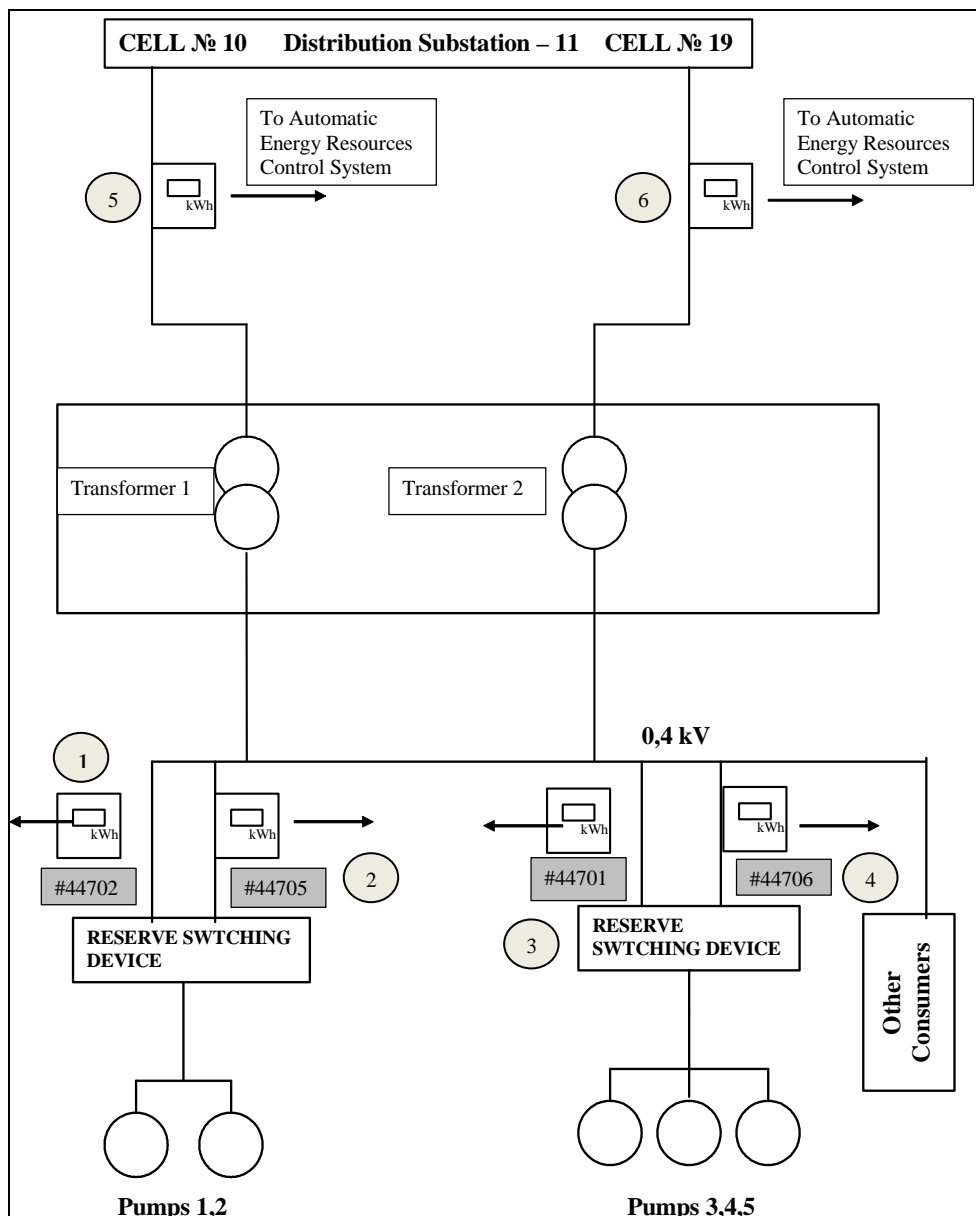 CELL № 10 Distribution Substation – 11 CELL № 19
To Automatic
Energy Resources
Control System
To Automatic
Energy Resources
Control System
5
kWh
6
kWh
Transformer 1
Transformer 2
0,4 kV
1
kWh
kWh
kWh
kWh
#44702
#44705
2
#44701
#44706
4
RESERVE SWTCHING
DEVICE
3
RESERVE
SWTCHING DEVICE
Other
Consumers
Pumps 1,2
Pumps 3,4,5